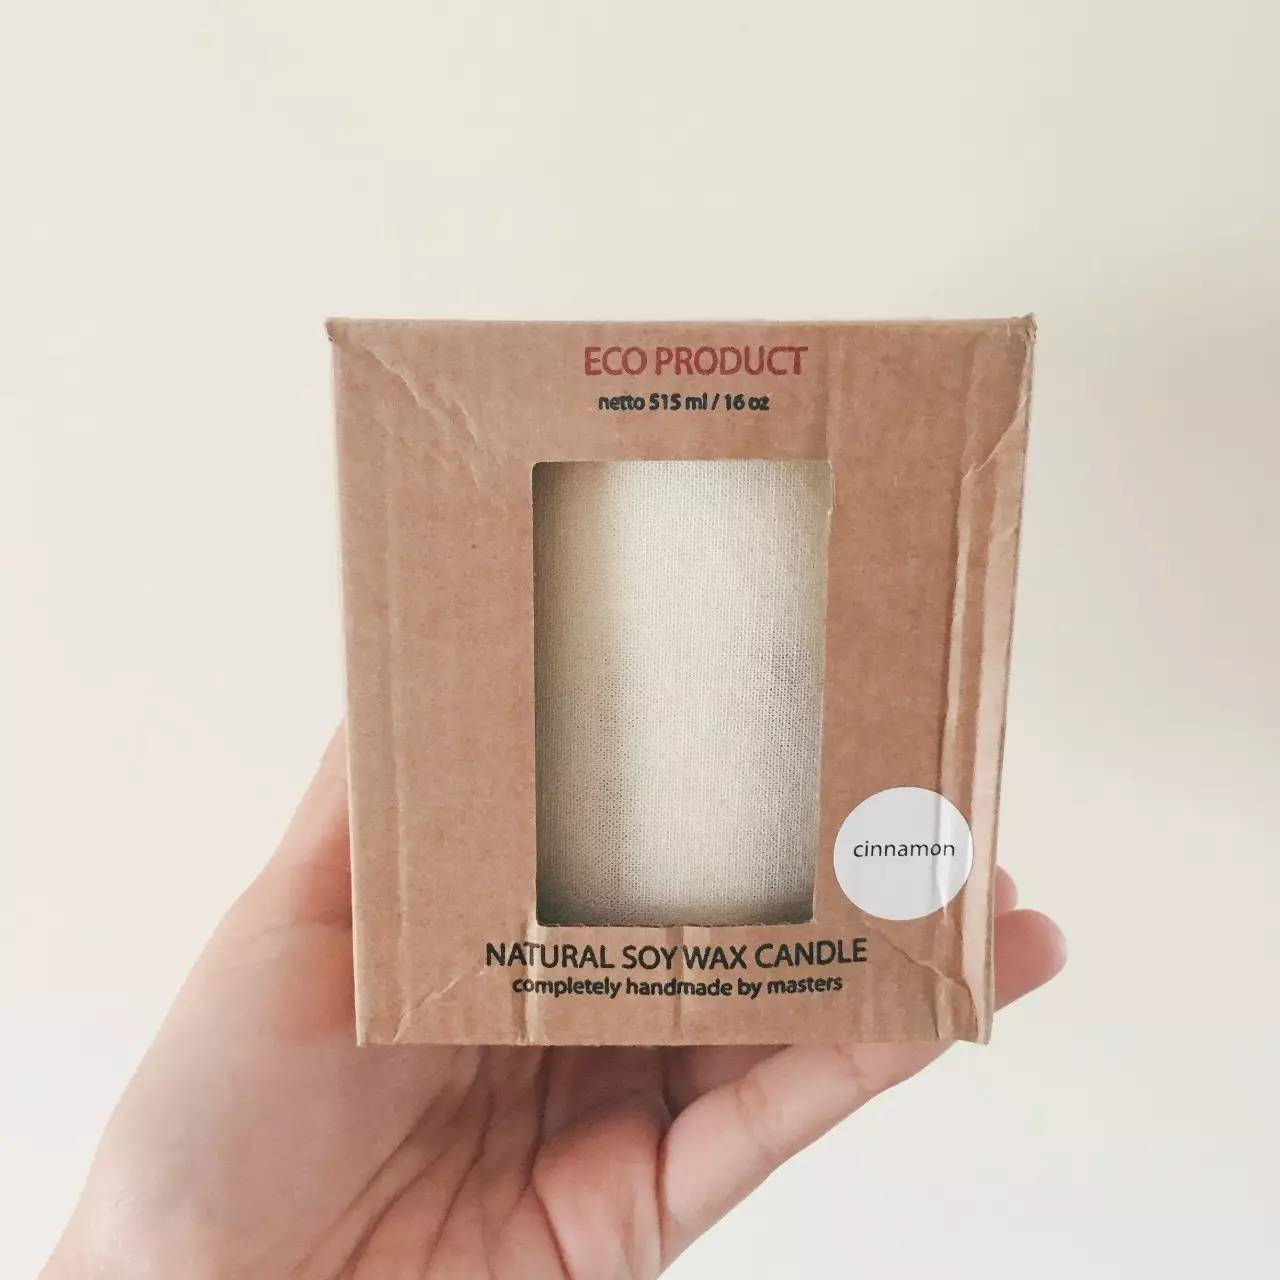 ECO PRODUCT
netto 515 ml / 16 oz
cinnamon
NATURAL SOY WAX CANDLE
completely handmade by masters